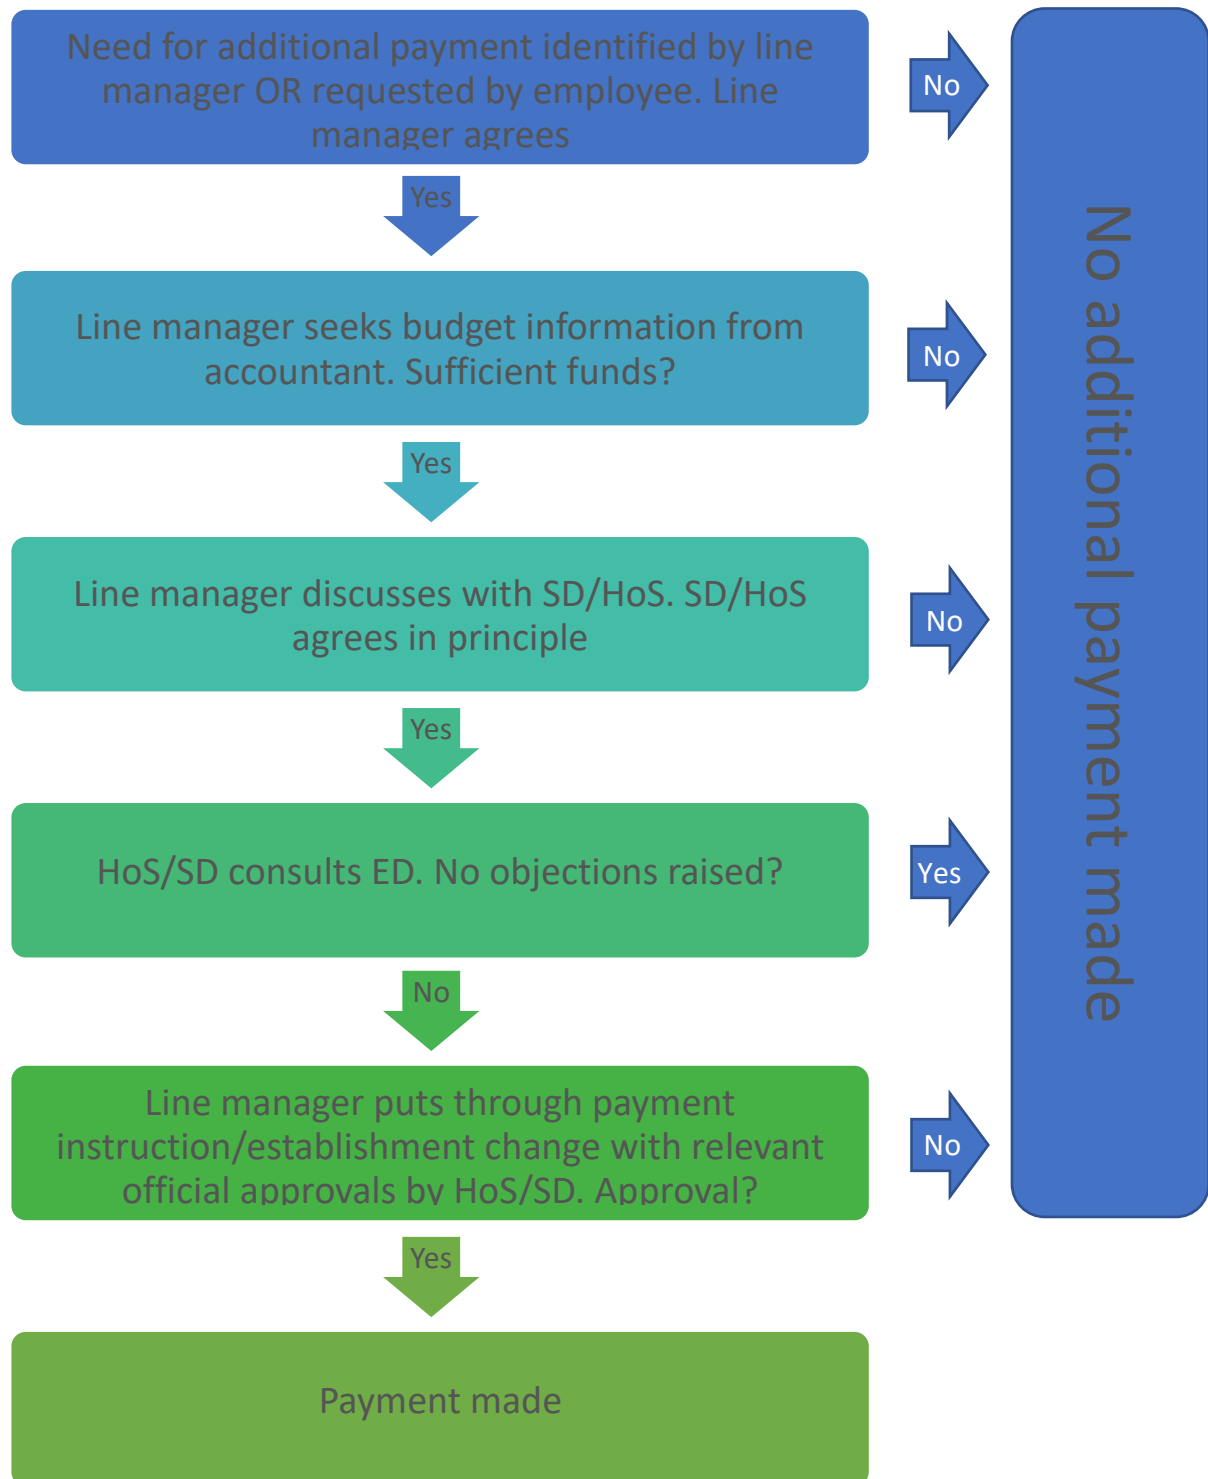 Need for additional payment identified by line
manager OR requested by employee. Line
manager agrees
No
Yes
Line manager seeks budget information from
accountant. Sufficient funds?
No
Yes
Line manager discusses with SD/HoS. SD/HoS
agrees in principle
No
Yes
HoS/SD consults ED. No objections raised?
Yes
No
Line manager puts through payment
instruction/establishment change with relevant
official approvals by HoS/SD. Approval?
No
Yes
Payment made
No additional payment made